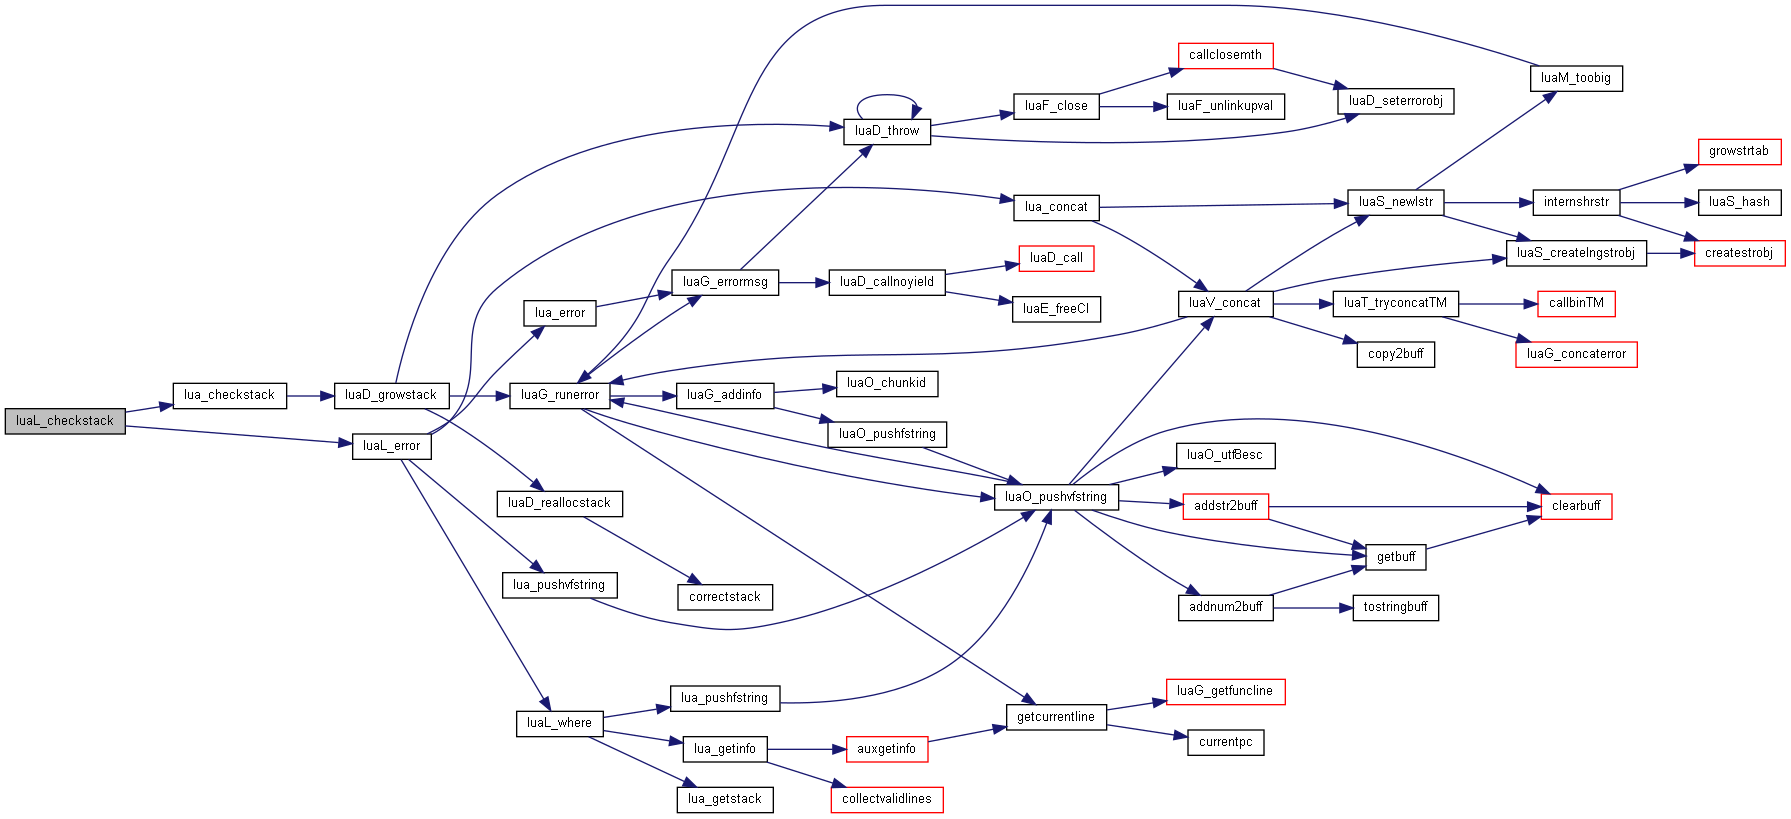 callclosemth
luaM_toobig
luaF_close
luaF_unlinkupval
luaD_seterrorobj
luaD_throw
growstrtab
lua_concat
luaS_newlstr
internshrstr
luaS_hash
luaS_createlngstrobj
createstrobj
luaD_call
luaG_errormsg
luaD_callnoyield
luaE_freeCI
lua_error
luaV_concat
luaT_tryconcatTM
callbinTM
copy2buff
luaG_concaterror
lua_checkstack
luaD_growstack
luaG_runerror
luaG_addinfo
luaO_chunkid
luaL_checkstack
luaL_error
luaO_pushfstring
luaO_utf8esc
luaD_reallocstack
luaO_pushvfstring
addstr2buff
clearbuff
getbuff
lua_pushvfstring
correctstack
addnum2buff
tostringbuff
lua_pushfstring
luaG_getfuncline
luaL_where
getcurrentline
lua_getinfo
auxgetinfo
currentpc
lua_getstack
collectvalidlines